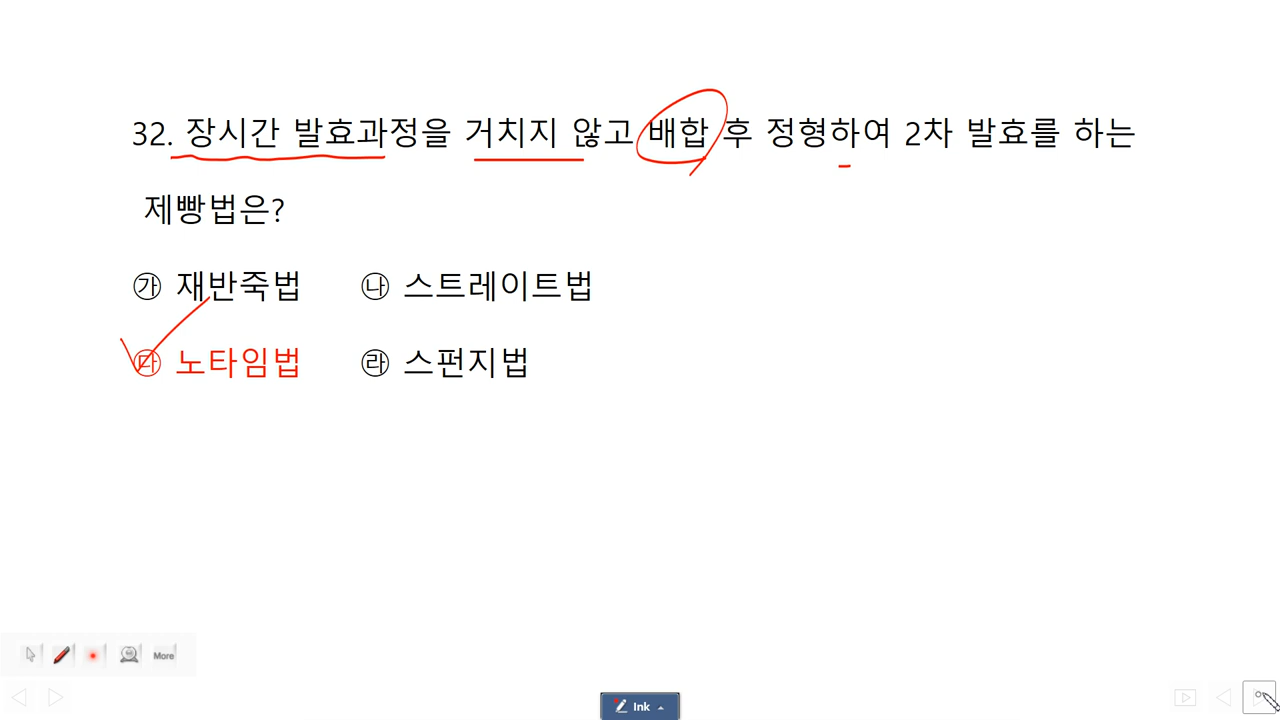 32. 장시간 발효과정을 거치지 않고 배합 후 정형하여 2차 발효를 하는
제빵법은?
㉮ 재반죽법 ㉯ 스트레이트법
㉰ 노타임법 ㉱ 스펀지법
More
Ink